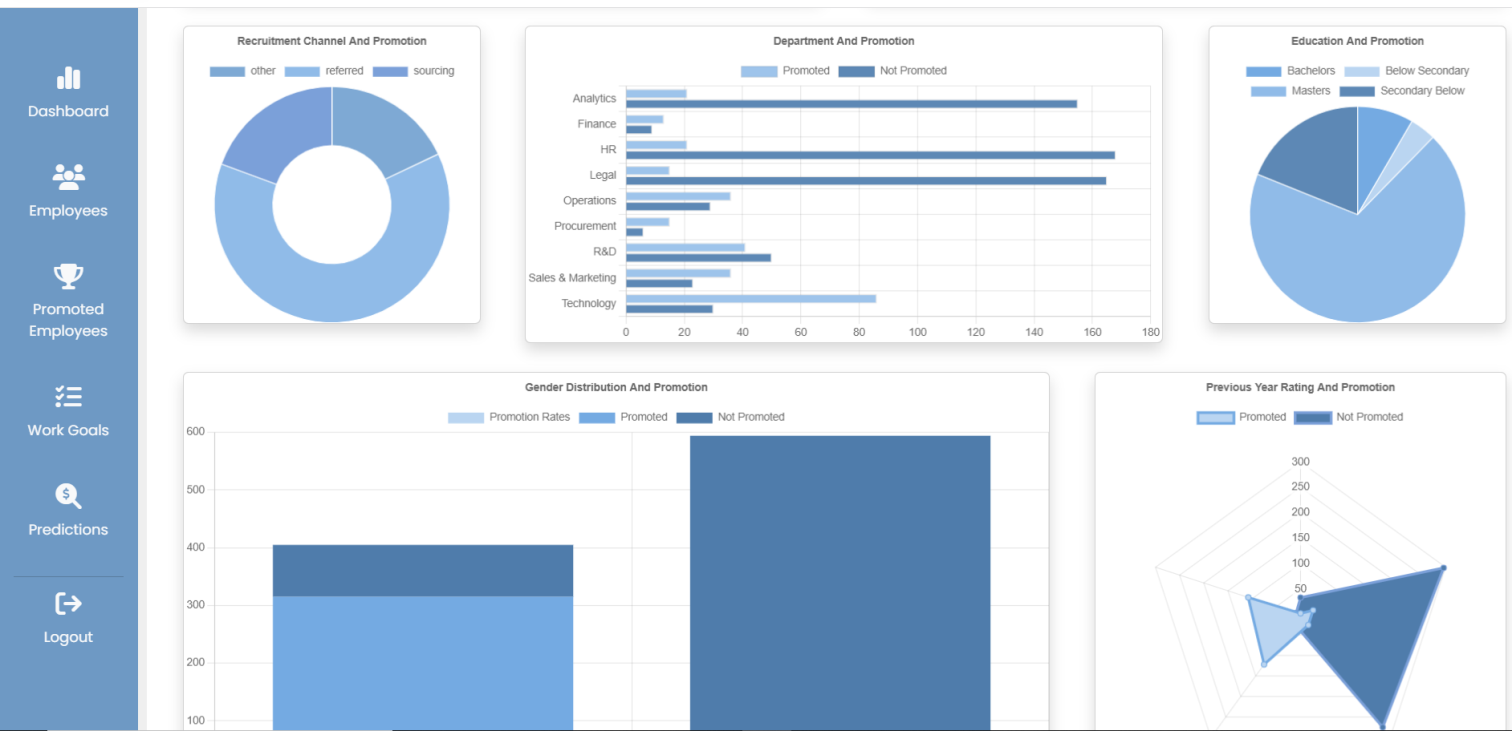 Dashboard
Employees
Promoted
Employees
Work Goals
$
Predictions
Logout
Recruitment Channel And Promotion
other referred sourcing
Department And Promotion
Promoted Not Promoted
Analytics
Finance
HR
Legal
Operations
Procurement
R&D
Sales & Marketing
Technology
0 20 40 60 80 100 120 140 160 180
Education And Promotion
Bachelors Below Secondary
Masters Secondary Below
Gender Distribution And Promotion
Promotion Rates Promoted Not Promoted
600
500
400
300
200
100
Previous Year Rating And Promotion
Promoted Not Promoted
300
250
200
150
100
50